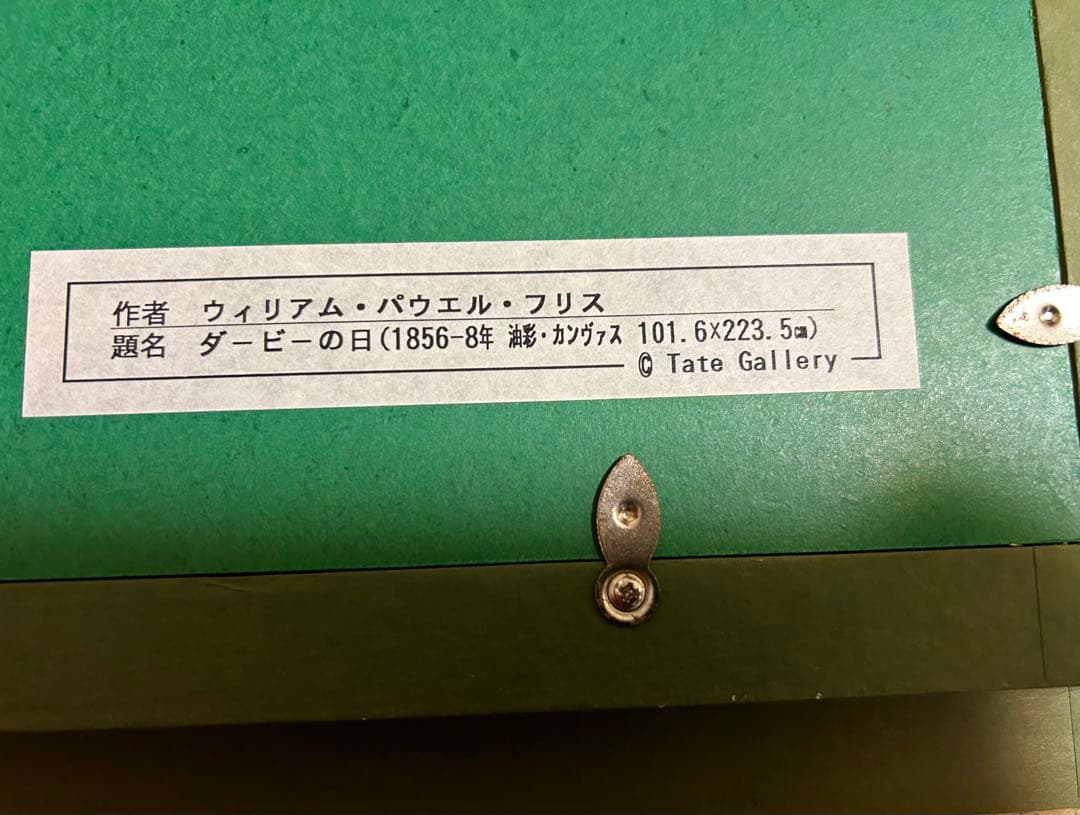 作者 ウィリアム・パウエル・フリス
題名 ダービーの日(1856-8年 油彩・カンヴァス 101.6×223.5㎝)
© Tate Gallery